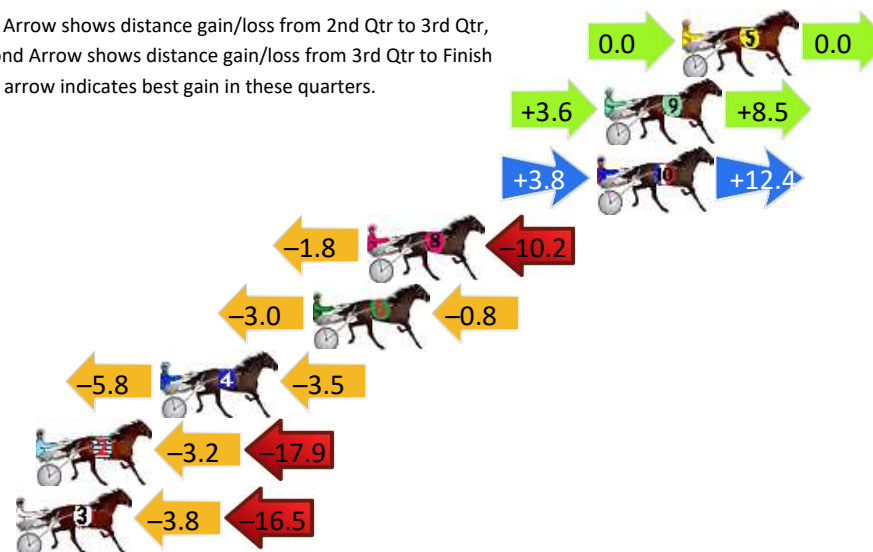 Arrow shows distance gain/loss from 2nd Qtr to 3rd Qtr,
ond Arrow shows distance gain/loss from 3rd Qtr to Finish
arrow indicates best gain in these quarters.
0.0 5 0.0
+3.6 9 +8.5
+3.8 10 +12.4
–1.8 8 –10.2
–3.0 6 –0.8
–5.8 4 –3.5
–3.2 –17.9
3 –3.8 –16.5